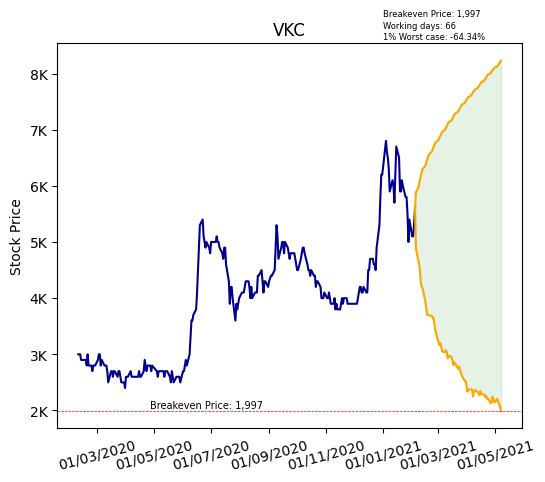 Breakeven Price: 1,997
Working days: 66
1% Worst case: -64.34%
VKC
Stock Price
8K
7K
6K
5K
4K
3K
2K
Breakeven Price: 1,997
01/03/2020 01/05/2020 01/07/2020 01/09/2020 01/11/2020 01/01/2021 01/03/2021 01/05/2021